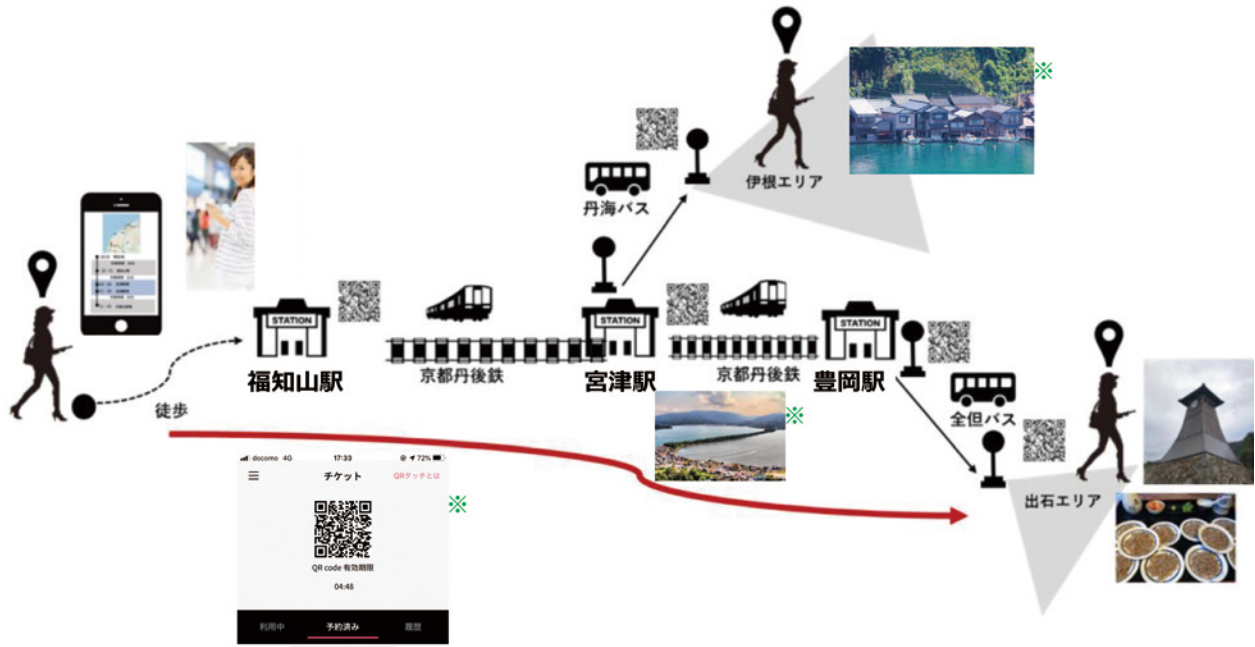 ※
伊根エリア
丹海バス
STATION
福知山駅
京都丹後鉄
STATION
宮津駅
京都丹後鉄
STATION
豊岡駅
全但バス
徒歩
※
出石エリア
docomo 4G 17:33 72%
チケット QRタッチとは
※
QR code 有効期限
04:48
利用中 予約済み 履歴